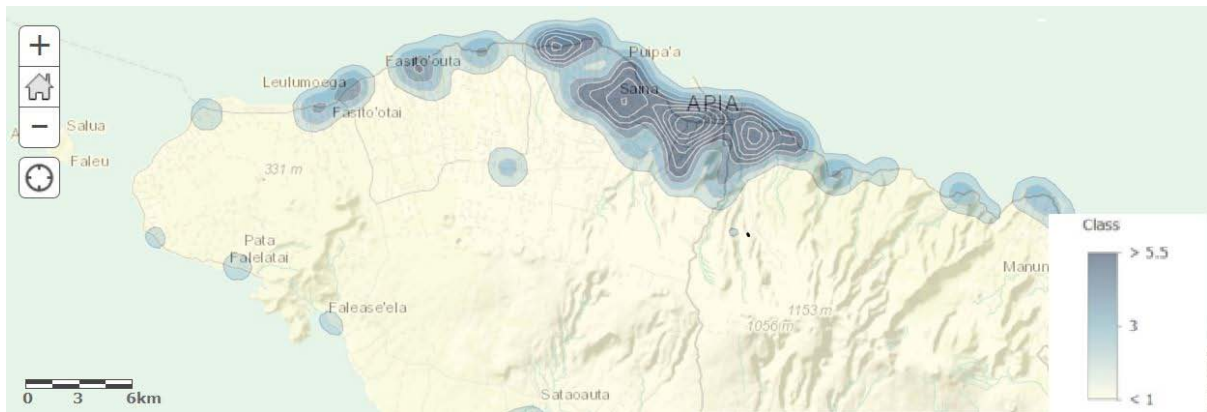 +
−
Puipa'a
Fasito'outa
Leulumoega
Saina
APIA
Fasito'otai
Salua
Faleu
331 m
Pata
Falelatai
Falease'ela
1153 m
1056 m
Manun
Sataoauta
0 3 6km
Class
> 5.5
3
< 1